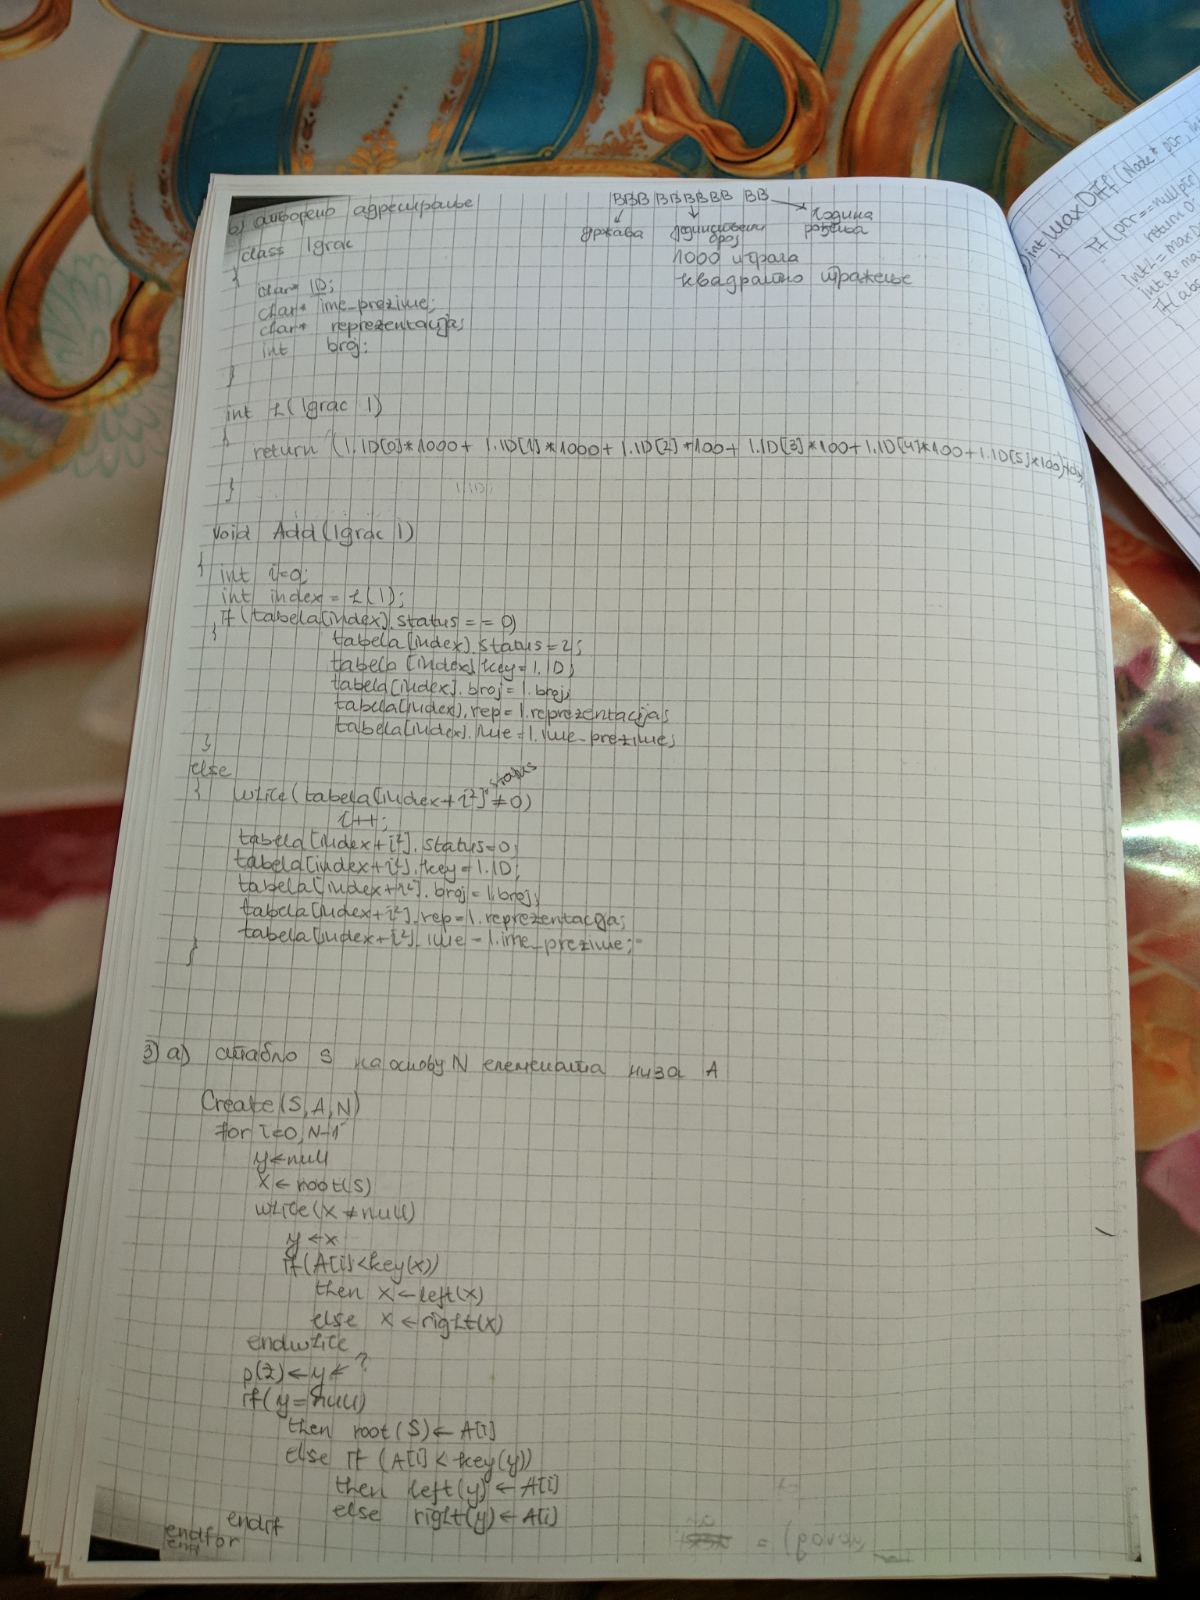 b) отворено адресирање
BBB BBBBBB BB
држава јединствени број година рођења
1000 играча
квадратно тражење
class Igrac
{
char* ID;
char* ime_prezime;
char* reprezentacija;
int broj;
}
int h(Igrac I)
{
return (I.ID[0]*1000+ I.ID[1]*1000+ I.ID[2]*100+ I.ID[3]*100+ I.ID[4]*100+ I.ID[5]*100)
}
void Add(Igrac I)
{
int i=0;
int index = h(I);
if (tabela[index].status == 0)
{
tabela[index].status=2;
tabela[index].key=I.ID;
tabela[index].broj=I.broj;
tabela[index].rep=I.reprezentacija;
tabela[index].ime=I.ime_prezime;
}
else
{
while(tabela[index+i²].status ≠0)
i++;
tabela[index+i²].status=0;
tabela[index+i²].key=I.ID;
tabela[index+i²].broj=I.broj;
tabela[index+i²].rep=I.reprezentacija;
tabela[index+i²].ime=I.ime_prezime;
}
3) a) стабло S на основу N елемената низа A
Create(S,A,N)
for i=0, N-1
y←null
x←root(S)
while(x≠null)
y←x
if(A[i]<key(x))
then x←left(x)
else x←right(x)
endwhile
p(z)←y ← ?
if(y=null)
then root(S)←A[i]
else if (A[i]<key(y))
then left(y)←A[i]
else right(y)←A[i]
endif
endfor
int MaxDiff(Node* ptr,
{
if (ptr==nullptr
return 0
int L=maxD
int R=ma
if(abs